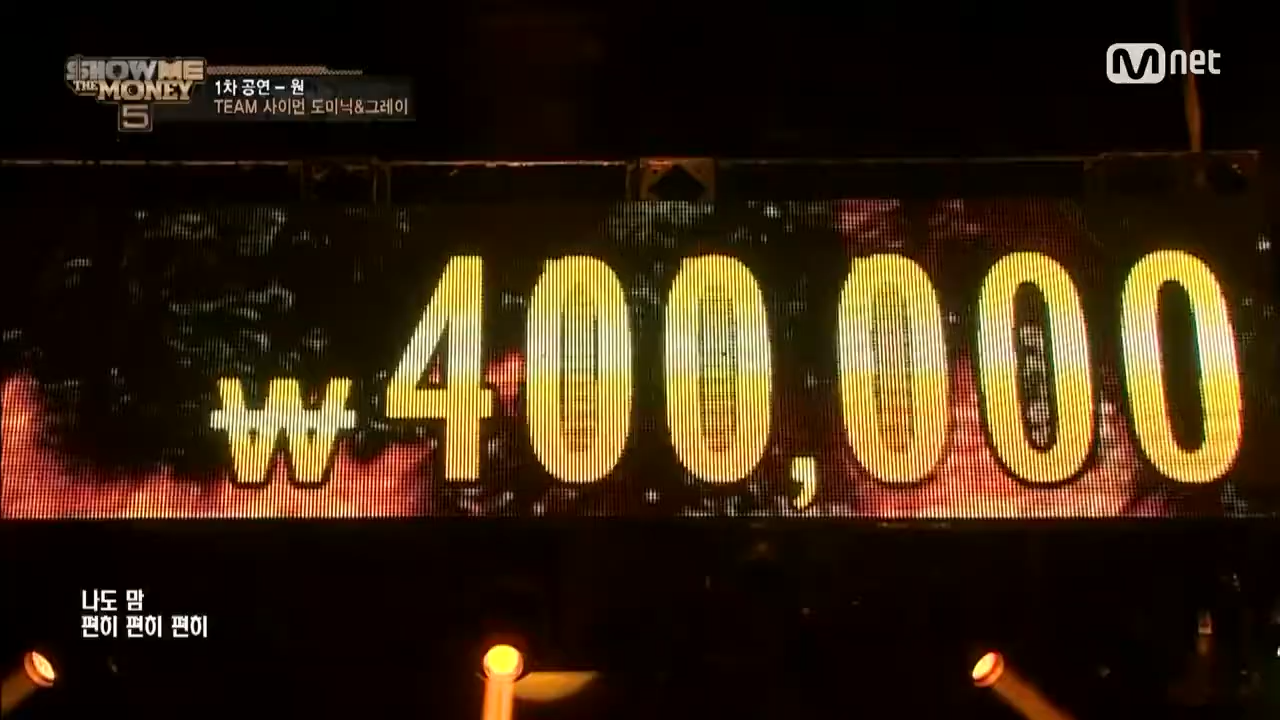 SHOW ME
THE MONEY
5
1차 공연 – 원
TEAM 사이먼 도미닉&그레이
Mnet
₩400,000
나도 맘
편히 편히 편히